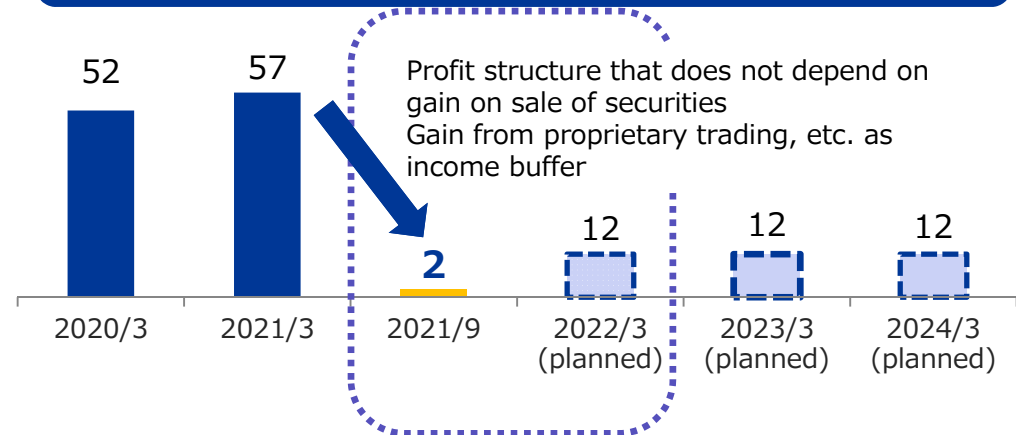 52
57
Profit structure that does not depend on
gain on sale of securities
Gain from proprietary trading, etc. as
income buffer
2
12
12
12
2020/3
2021/3
2021/9
2022/3
(planned)
2023/3
(planned)
2024/3
(planned)